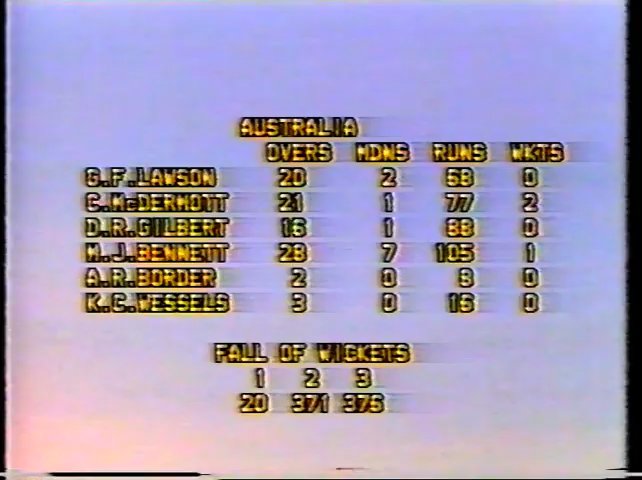 AUSTRALIA
OVERS MDNS RUNS WKTS
G.F.LAWSON 20 2 68 0
C.McDERMOTT 21 1 77 2
D.R.GILBERT 16 1 88 0
M.J.BENNETT 28 7 105 1
A.R.BORDER 2 0 8 0
K.C.WESSELS 3 0 16 0
FALL OF WICKETS
1 2 3
20 371 376